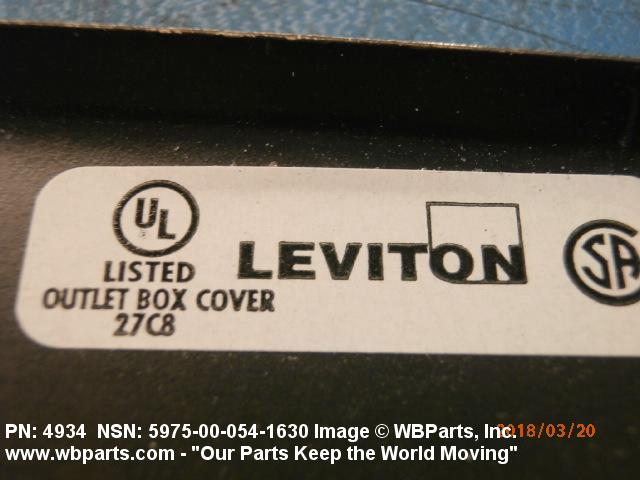 UL
LISTED
OUTLET BOX COVER
27C8
LEVITON
SA
PN: 4934 NSN: 5975-00-054-1630 Image © WBParts, Inc.
2018/03/20
www.wbparts.com - "Our Parts Keep the World Moving"